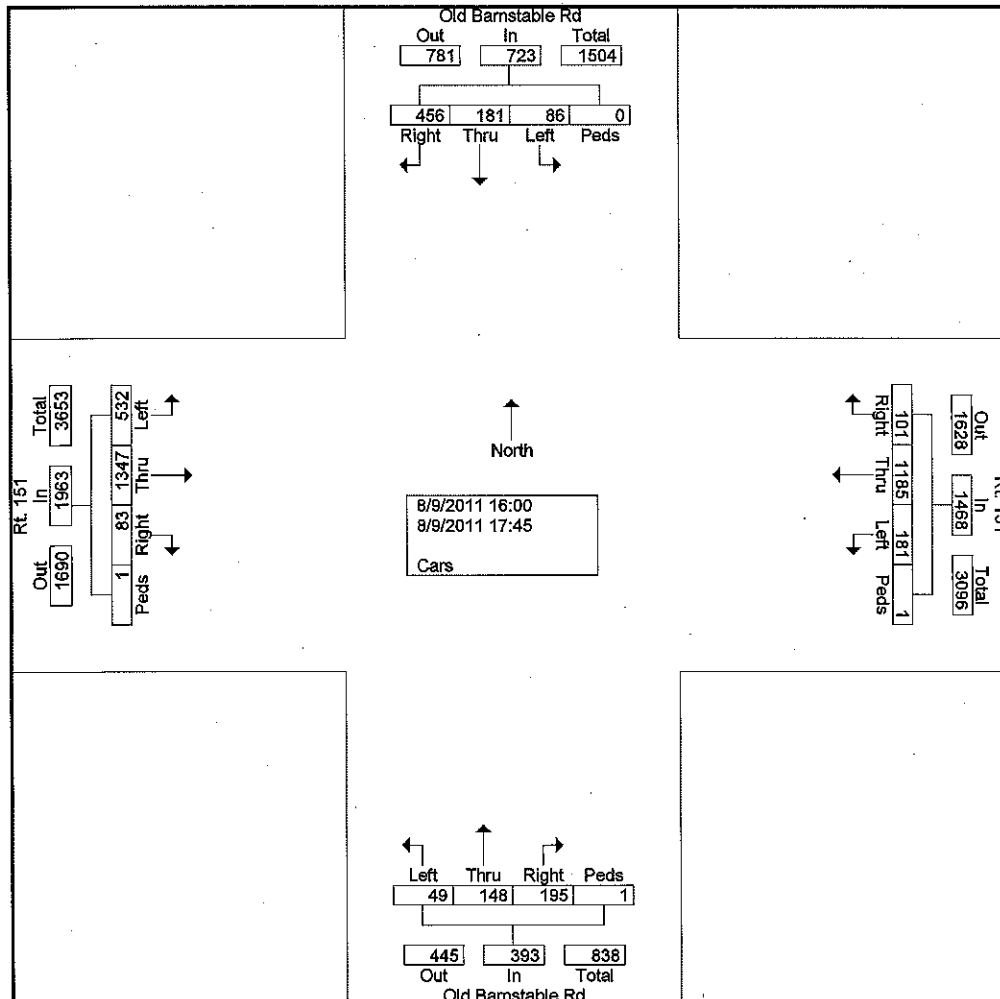 Old Barnstable Rd
Out In Total
781 723 1504
456 181 86 0
Right Thru Left Peds
Rt. 151
Total In Out
3653 1963 1690
532 1347 83 1
Left Thru Right Peds
North
8/9/2011 16:00
8/9/2011 17:45
Cars
Right Thru Left Peds
101 1185 181 1
Out In Total
1628 1468 3096
Left Thru Right Peds
49 148 195 1
445 393 838
Out In Total
Old Barnstable Rd